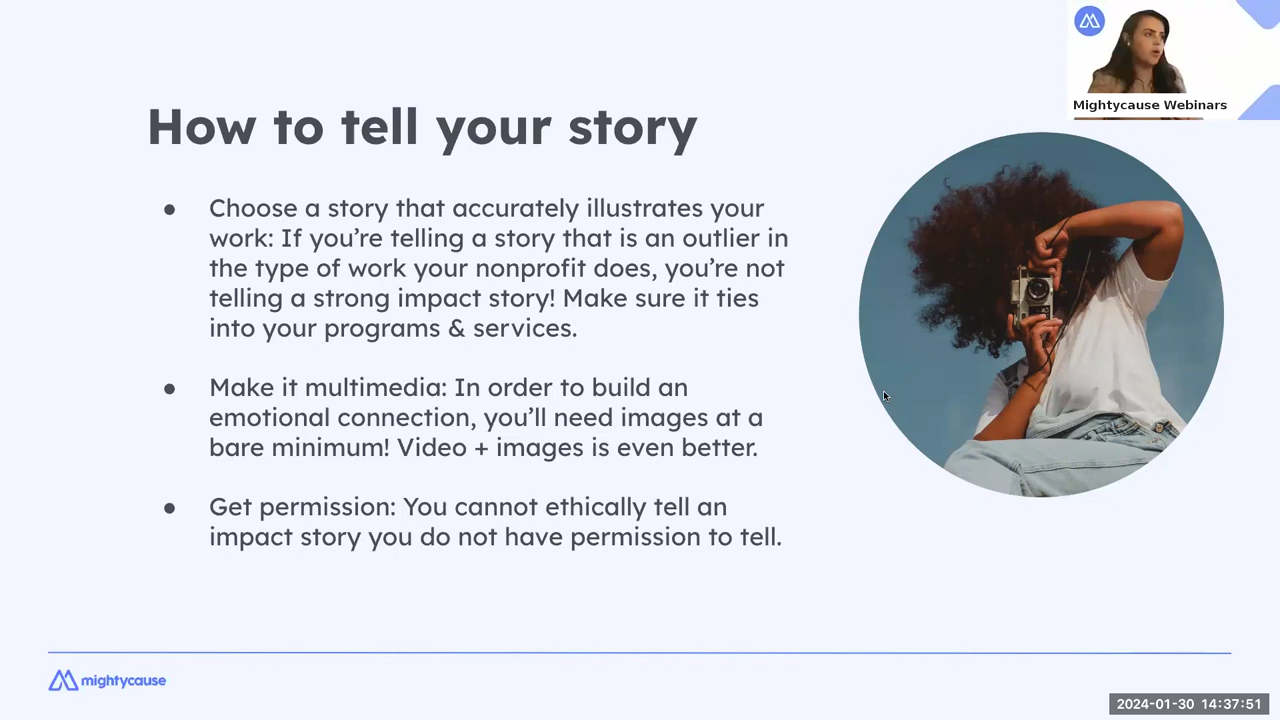 Mightycause Webinars
How to tell your story
● Choose a story that accurately illustrates your
work: If you’re telling a story that is an outlier in
the type of work your nonprofit does, you’re not
telling a strong impact story! Make sure it ties
into your programs & services.
● Make it multimedia: In order to build an
emotional connection, you’ll need images at a
bare minimum! Video + images is even better.
● Get permission: You cannot ethically tell an
impact story you do not have permission to tell.
mightycause
2024-01-30 14:37:51